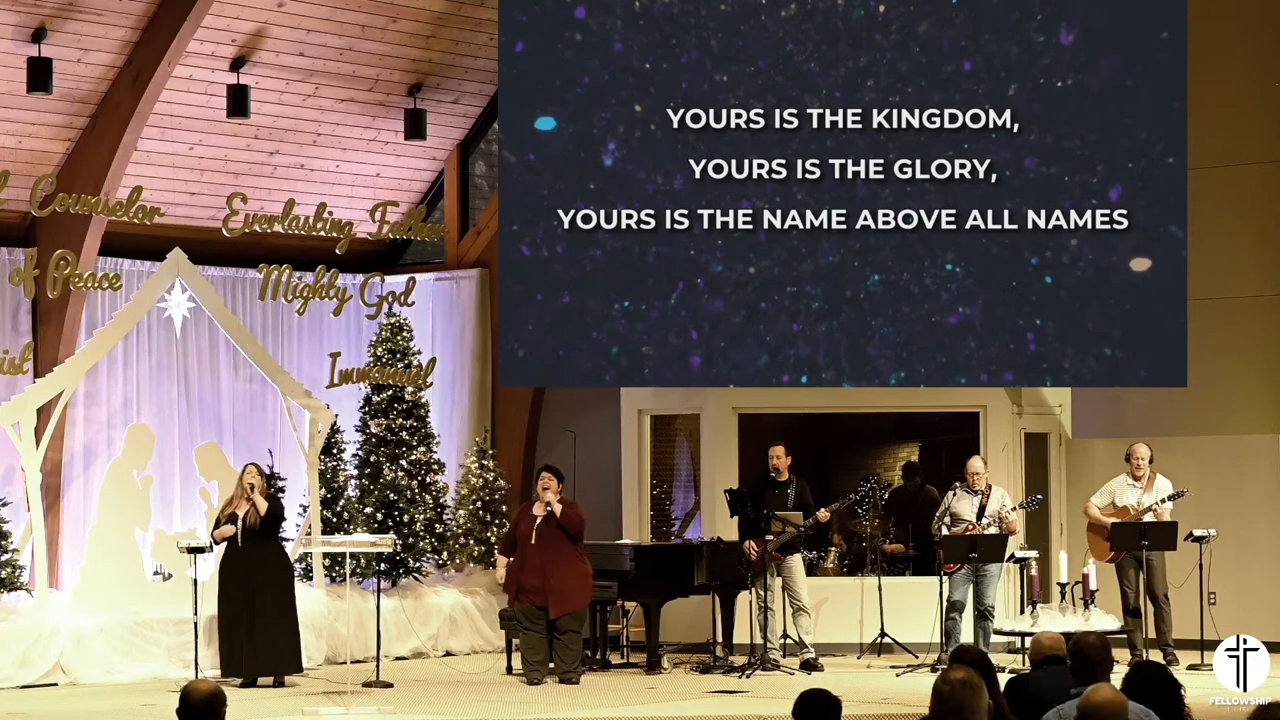 YOURS IS THE KINGDOM,
YOURS IS THE GLORY,
YOURS IS THE NAME ABOVE ALL NAMES
Counselor
Everlasting Father
of Peace
Mighty God
Immanuel
FELLOWSHIP